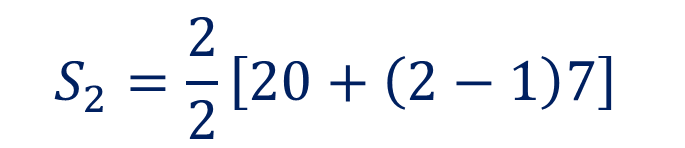 S₂ = 2/2 [20 + (2 − 1)7]